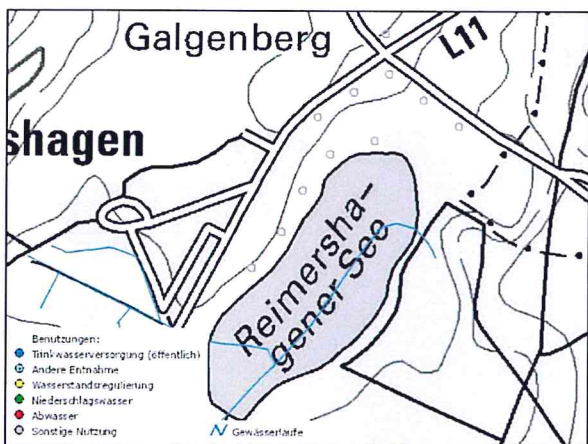 Galgenberg
L11
shagen
Reimersha-
gener See
Benutzungen:
Trinkwasserversorgung (öffentlich)
Andere Entnahme
Wasserstandsregulierung
Niederschlagswasser
Abwasser
Sonstige Nutzung
Gewässerläufe